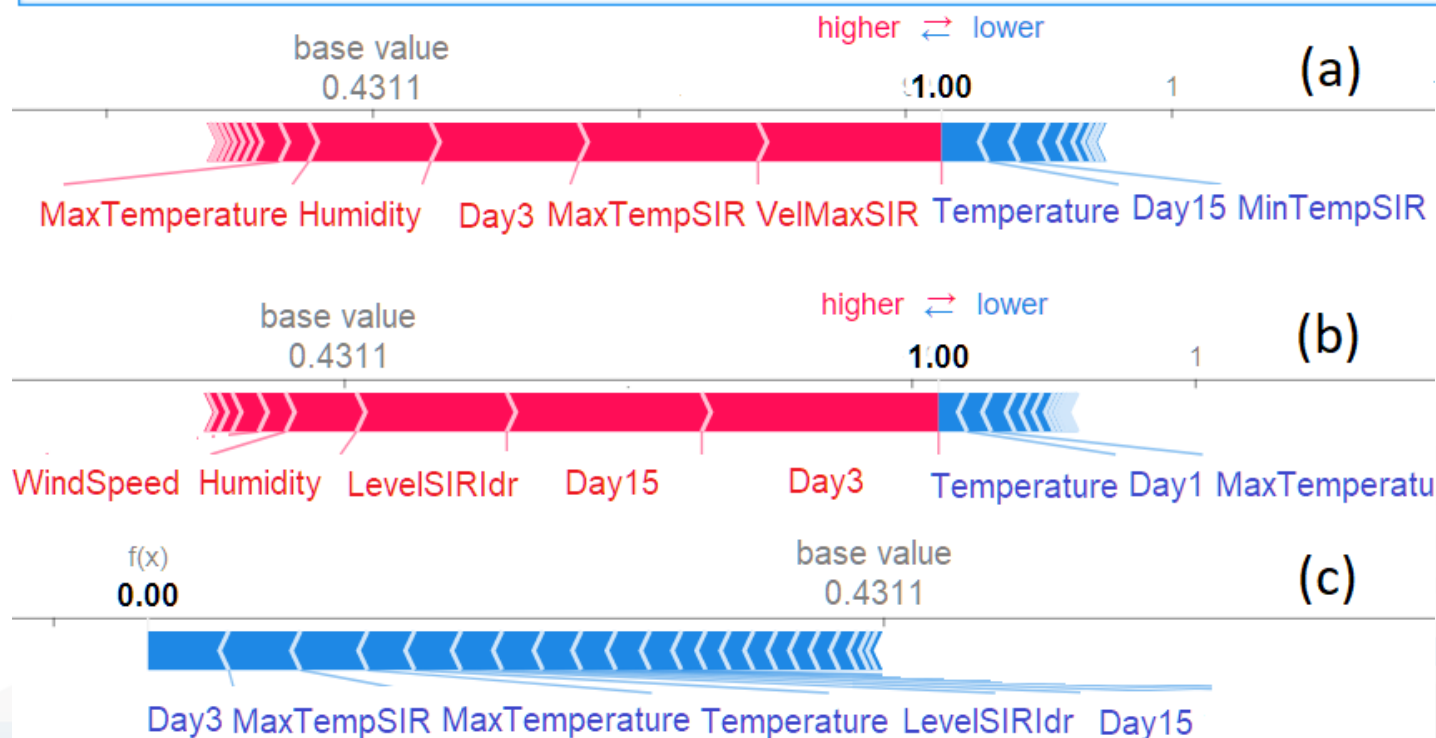 higher ⇄ lower
base value
(a)
0.4311
1.00
1
MaxTemperature Humidity Day3 MaxTempSIR VelMaxSIR Temperature Day15 MinTempSIR
higher ⇄ lower
base value
(b)
0.4311
1.00
1
WindSpeed Humidity LevelSIRIdr Day15 Day3 Temperature Day1 MaxTemperatu
f(x)
base value
(c)
0.00
0.4311
Day3 MaxTempSIR MaxTemperature Temperature LevelSIRIdr Day15